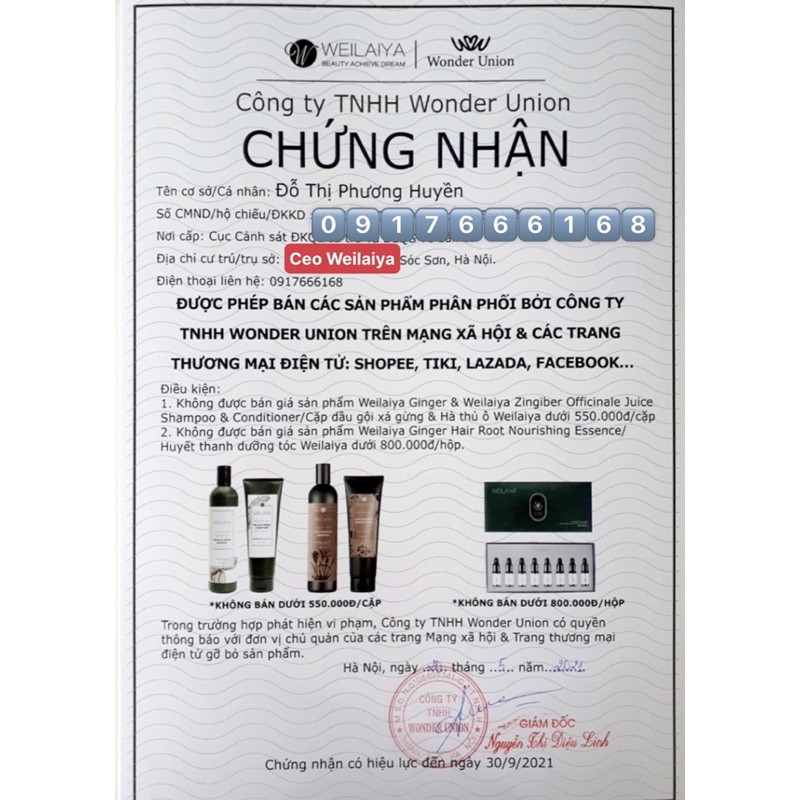 WEILAIYA
BEAUTY ACHIEVE DREAM
Wonder Union
Công ty TNHH Wonder Union
CHỨNG NHẬN
Tên cơ sở/Cá nhân: Đỗ Thị Phương Huyền
Số CMND/hộ chiếu/ĐKKD
0917666168
Nơi cấp: Cục Cảnh sát
Địa chỉ cư trú/trụ sở: Ceo Weilaiya Sóc Sơn, Hà Nội.
Điện thoại liên hệ: 0917666168
ĐƯỢC PHÉP BÁN CÁC SẢN PHẨM PHÂN PHỐI BỞI CÔNG TY
TNHH WONDER UNION TRÊN MẠNG XÃ HỘI & CÁC TRANG
THƯƠNG MẠI ĐIỆN TỬ: SHOPEE, TIKI, LAZADA, FACEBOOK...
Điều kiện:
1. Không được bán giá sản phẩm Weilaiya Ginger & Weilaiya Zingiber Officinale Juice
Shampoo & Conditioner/Cặp dầu gội xả gừng & Hà thủ ô Weilaiya dưới 550.000đ/cặp
2. Không được bán giá sản phẩm Weilaiya Ginger Hair Root Nourishing Essence/
Huyết thanh dưỡng tóc Weilaiya dưới 800.000đ/hộp.
WEILAIYA
WEILAIYA
WEILAIYA
*KHÔNG BÁN DƯỚI 550.000Đ/CẶP
*KHÔNG BÁN DƯỚI 800.000Đ/HỘP
Trong trường hợp phát hiện vi phạm, Công ty TNHH Wonder Union có quyền
thông báo với đơn vị chủ quản của các trang Mạng xã hội & Trang thương mại
điện tử gỡ bỏ sản phẩm.
Hà Nội, ngày 20 tháng 5 năm 2021
CÔNG TY
TNHH
WONDER UNION
GIÁM ĐỐC
Nguyễn Thị Diệu Linh
Chứng nhận có hiệu lực đến ngày 30/9/2021